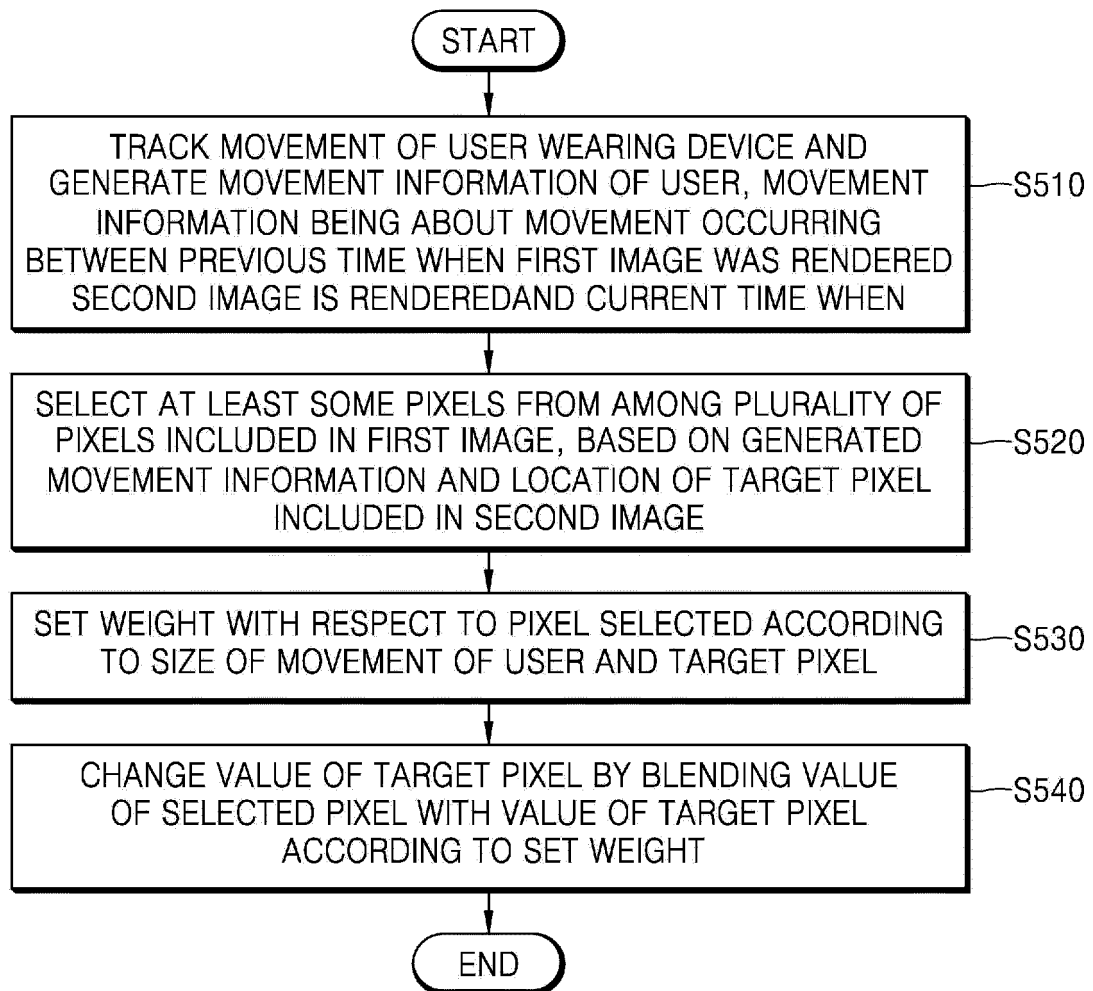 START
TRACK MOVEMENT OF USER WEARING DEVICE AND
GENERATE MOVEMENT INFORMATION OF USER, MOVEMENT
INFORMATION BEING ABOUT MOVEMENT OCCURRING
BETWEEN PREVIOUS TIME WHEN FIRST IMAGE WAS RENDERED
SECOND IMAGE IS RENDEREDAND CURRENT TIME WHEN
S510
SELECT AT LEAST SOME PIXELS FROM AMONG PLURALITY OF
PIXELS INCLUDED IN FIRST IMAGE, BASED ON GENERATED
MOVEMENT INFORMATION AND LOCATION OF TARGET PIXEL
INCLUDED IN SECOND IMAGE
S520
SET WEIGHT WITH RESPECT TO PIXEL SELECTED ACCORDING
TO SIZE OF MOVEMENT OF USER AND TARGET PIXEL
S530
CHANGE VALUE OF TARGET PIXEL BY BLENDING VALUE
OF SELECTED PIXEL WITH VALUE OF TARGET PIXEL
ACCORDING TO SET WEIGHT
S540
END